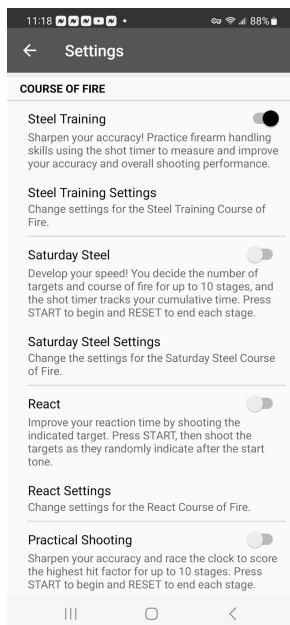 11:18
88%
Settings
COURSE OF FIRE
Steel Training
Sharpen your accuracy! Practice firearm handling
skills using the shot timer to measure and improve
your accuracy and overall shooting performance.
Steel Training Settings
Change settings for the Steel Training Course of
Fire.
Saturday Steel
Develop your speed! You decide the number of
targets and course of fire for up to 10 stages, and
the shot timer tracks your cumulative time. Press
START to begin and RESET to end each stage.
Saturday Steel Settings
Change the settings for the Saturday Steel Course
of Fire.
React
Improve your reaction time by shooting the
indicated target. Press START, then shoot the
targets as they randomly indicate after the start
tone.
React Settings
Change settings for the React Course of Fire.
Practical Shooting
Sharpen your accuracy and race the clock to score
the highest hit factor for up to 10 stages. Press
START to begin and RESET to end each stage.